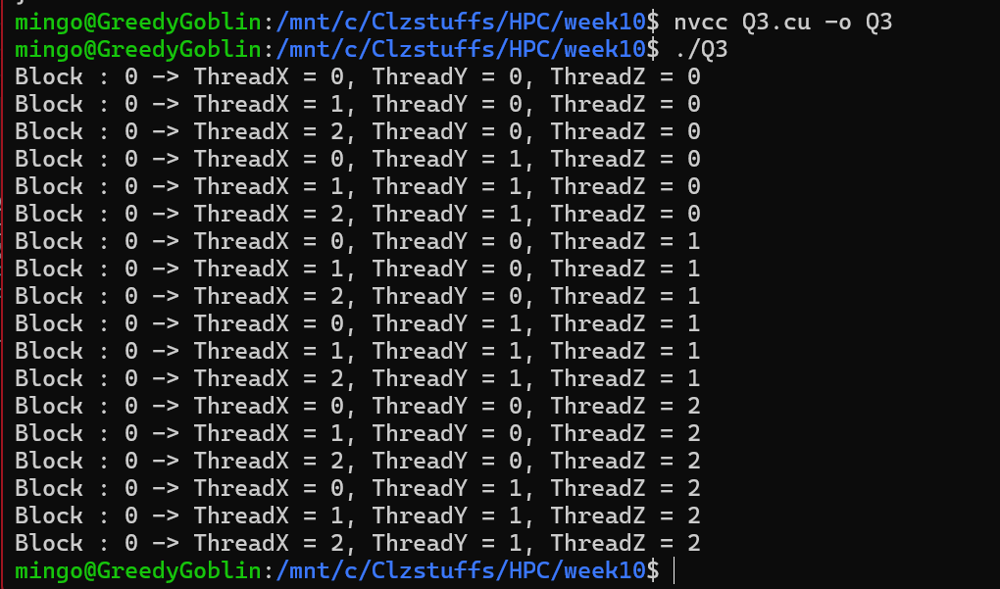 mingo@GreedyGoblin:/mnt/c/Clzstuffs/HPC/week10$ nvcc Q3.cu -o Q3
mingo@GreedyGoblin:/mnt/c/Clzstuffs/HPC/week10$ ./Q3
Block : 0 -> ThreadX = 0, ThreadY = 0, ThreadZ = 0
Block : 0 -> ThreadX = 1, ThreadY = 0, ThreadZ = 0
Block : 0 -> ThreadX = 2, ThreadY = 0, ThreadZ = 0
Block : 0 -> ThreadX = 0, ThreadY = 1, ThreadZ = 0
Block : 0 -> ThreadX = 1, ThreadY = 1, ThreadZ = 0
Block : 0 -> ThreadX = 2, ThreadY = 1, ThreadZ = 0
Block : 0 -> ThreadX = 0, ThreadY = 0, ThreadZ = 1
Block : 0 -> ThreadX = 1, ThreadY = 0, ThreadZ = 1
Block : 0 -> ThreadX = 2, ThreadY = 0, ThreadZ = 1
Block : 0 -> ThreadX = 0, ThreadY = 1, ThreadZ = 1
Block : 0 -> ThreadX = 1, ThreadY = 1, ThreadZ = 1
Block : 0 -> ThreadX = 2, ThreadY = 1, ThreadZ = 1
Block : 0 -> ThreadX = 0, ThreadY = 0, ThreadZ = 2
Block : 0 -> ThreadX = 1, ThreadY = 0, ThreadZ = 2
Block : 0 -> ThreadX = 2, ThreadY = 0, ThreadZ = 2
Block : 0 -> ThreadX = 0, ThreadY = 1, ThreadZ = 2
Block : 0 -> ThreadX = 1, ThreadY = 1, ThreadZ = 2
Block : 0 -> ThreadX = 2, ThreadY = 1, ThreadZ = 2
mingo@GreedyGoblin:/mnt/c/Clzstuffs/HPC/week10$